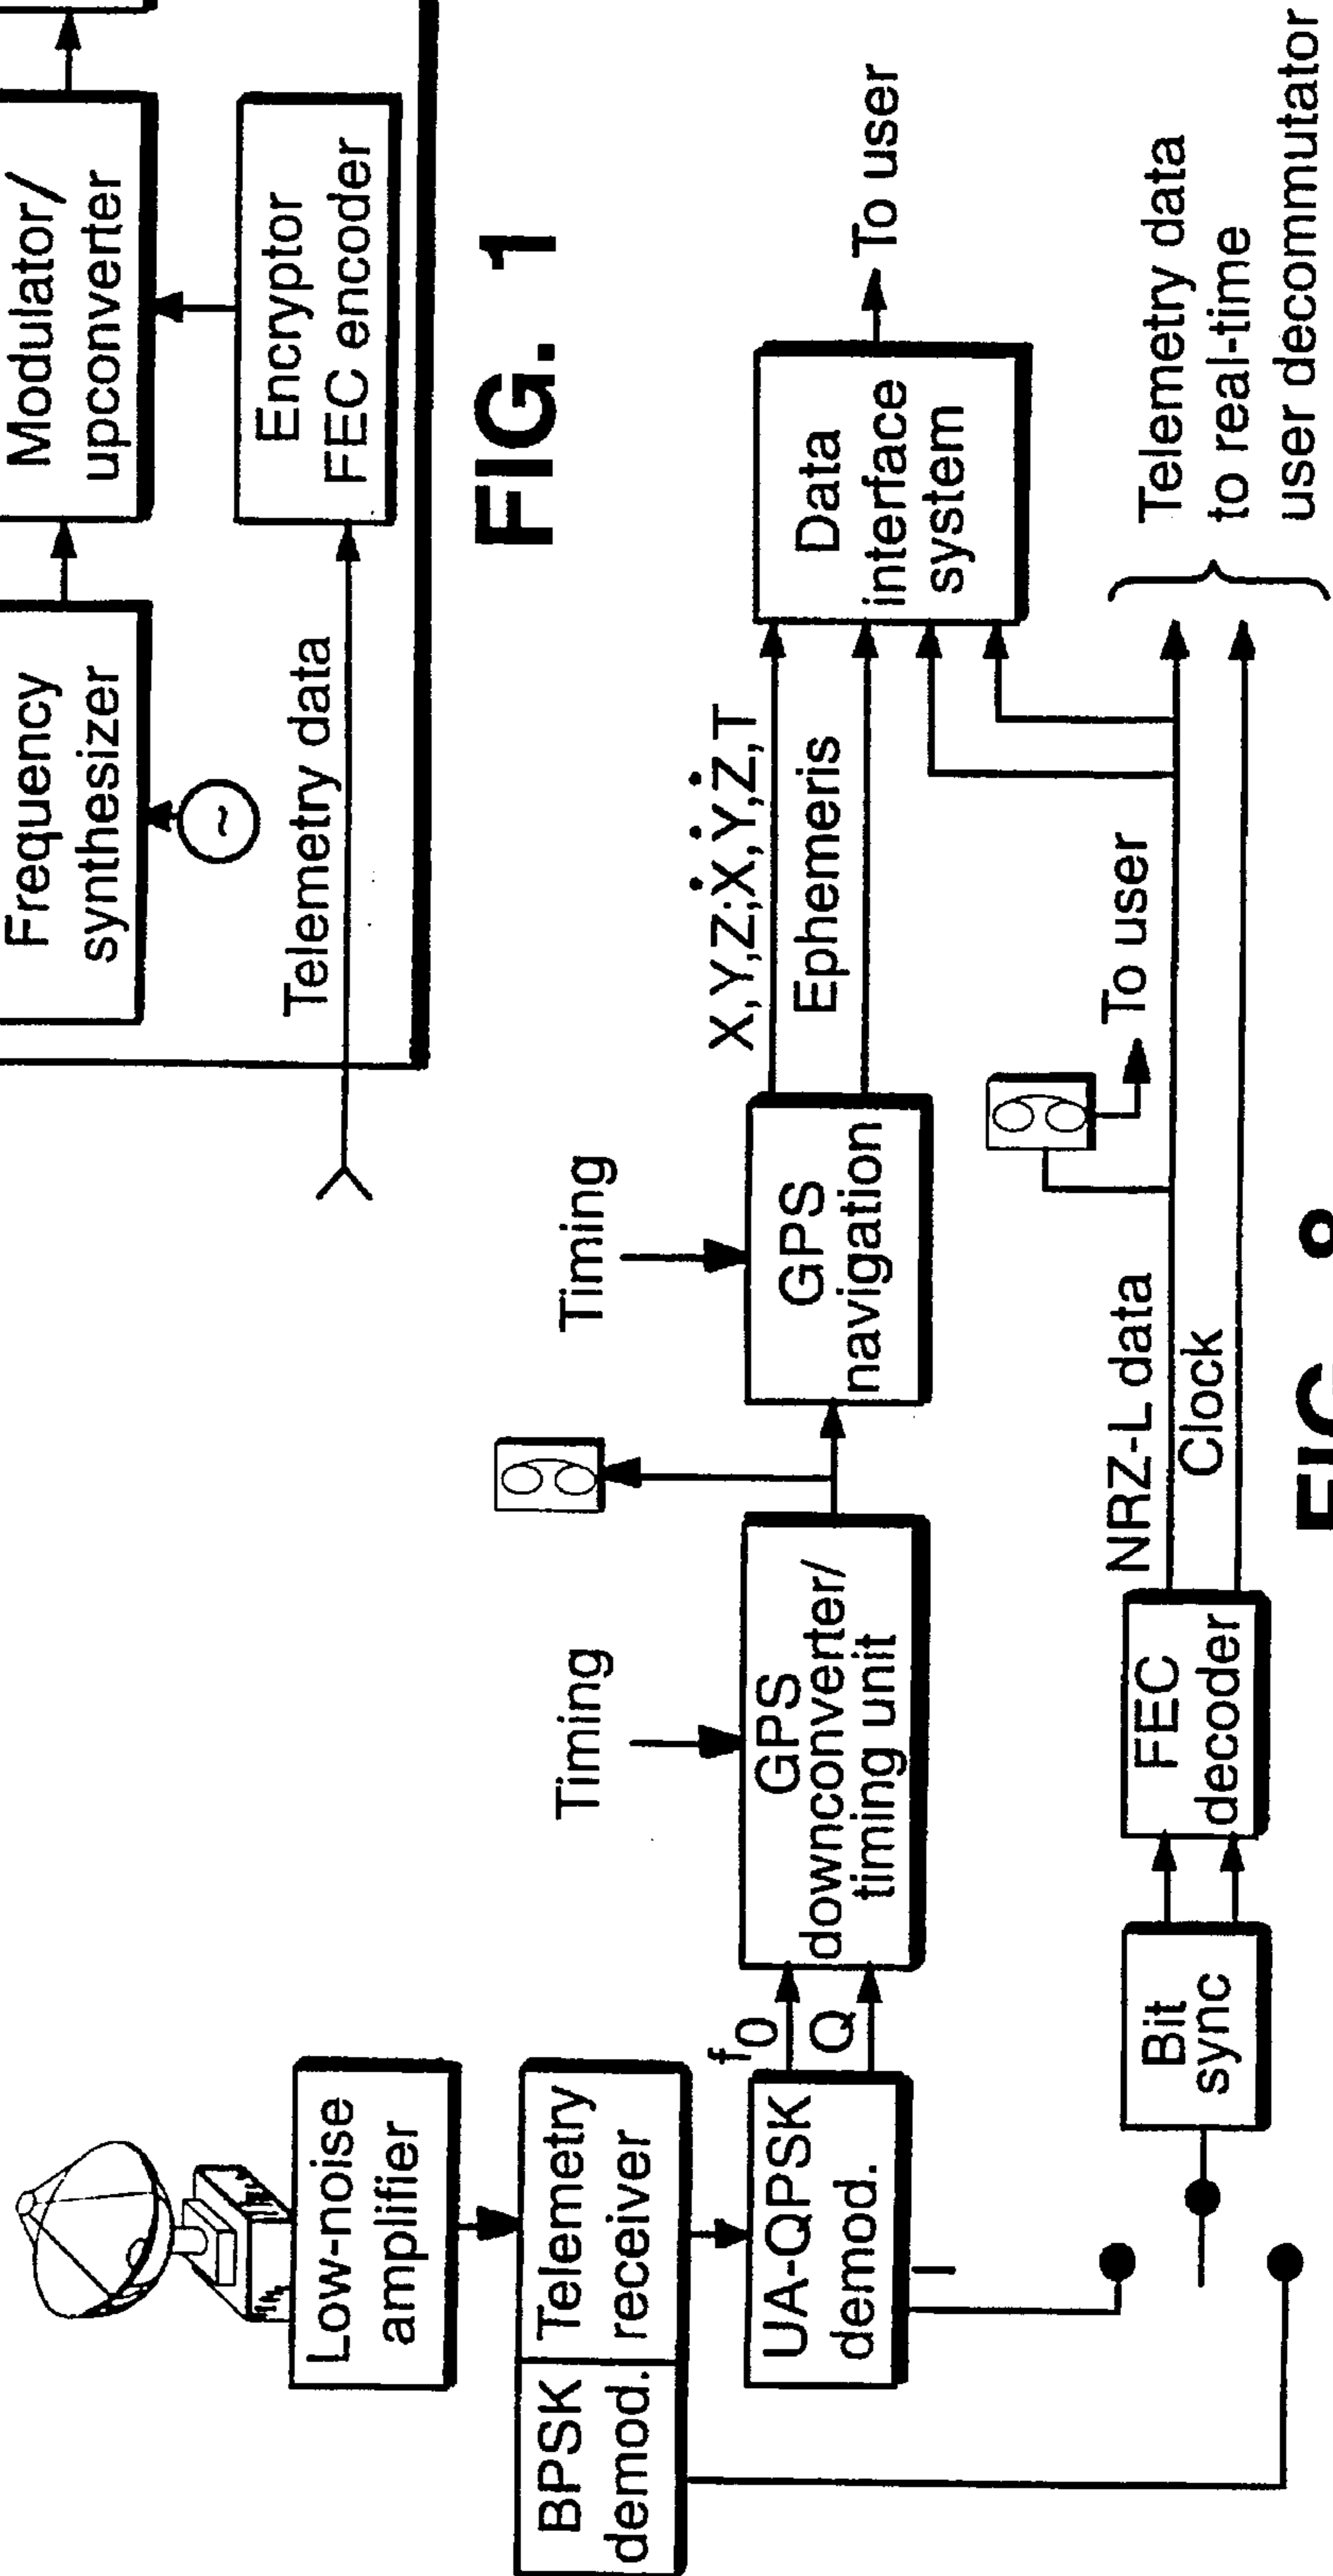 Frequency
synthesizer
Modulator/
upconverter
~
Telemetry data
Encryptor
FEC encoder
FIG. 1
Low-noise
amplifier
BPSK
demod.
Telemetry
receiver
UA-QPSK
demod.
f0
Q
I
Timing
GPS
downconverter/
timing unit
Timing
GPS
navigation
X,Y,Z;Ẋ,Ẏ,Ż,T
Ephemeris
Data
interface
system
To user
Bit
sync
FEC
decoder
NRZ-L data
Clock
To user
Telemetry data
to real-time
user decommutator
FIG.